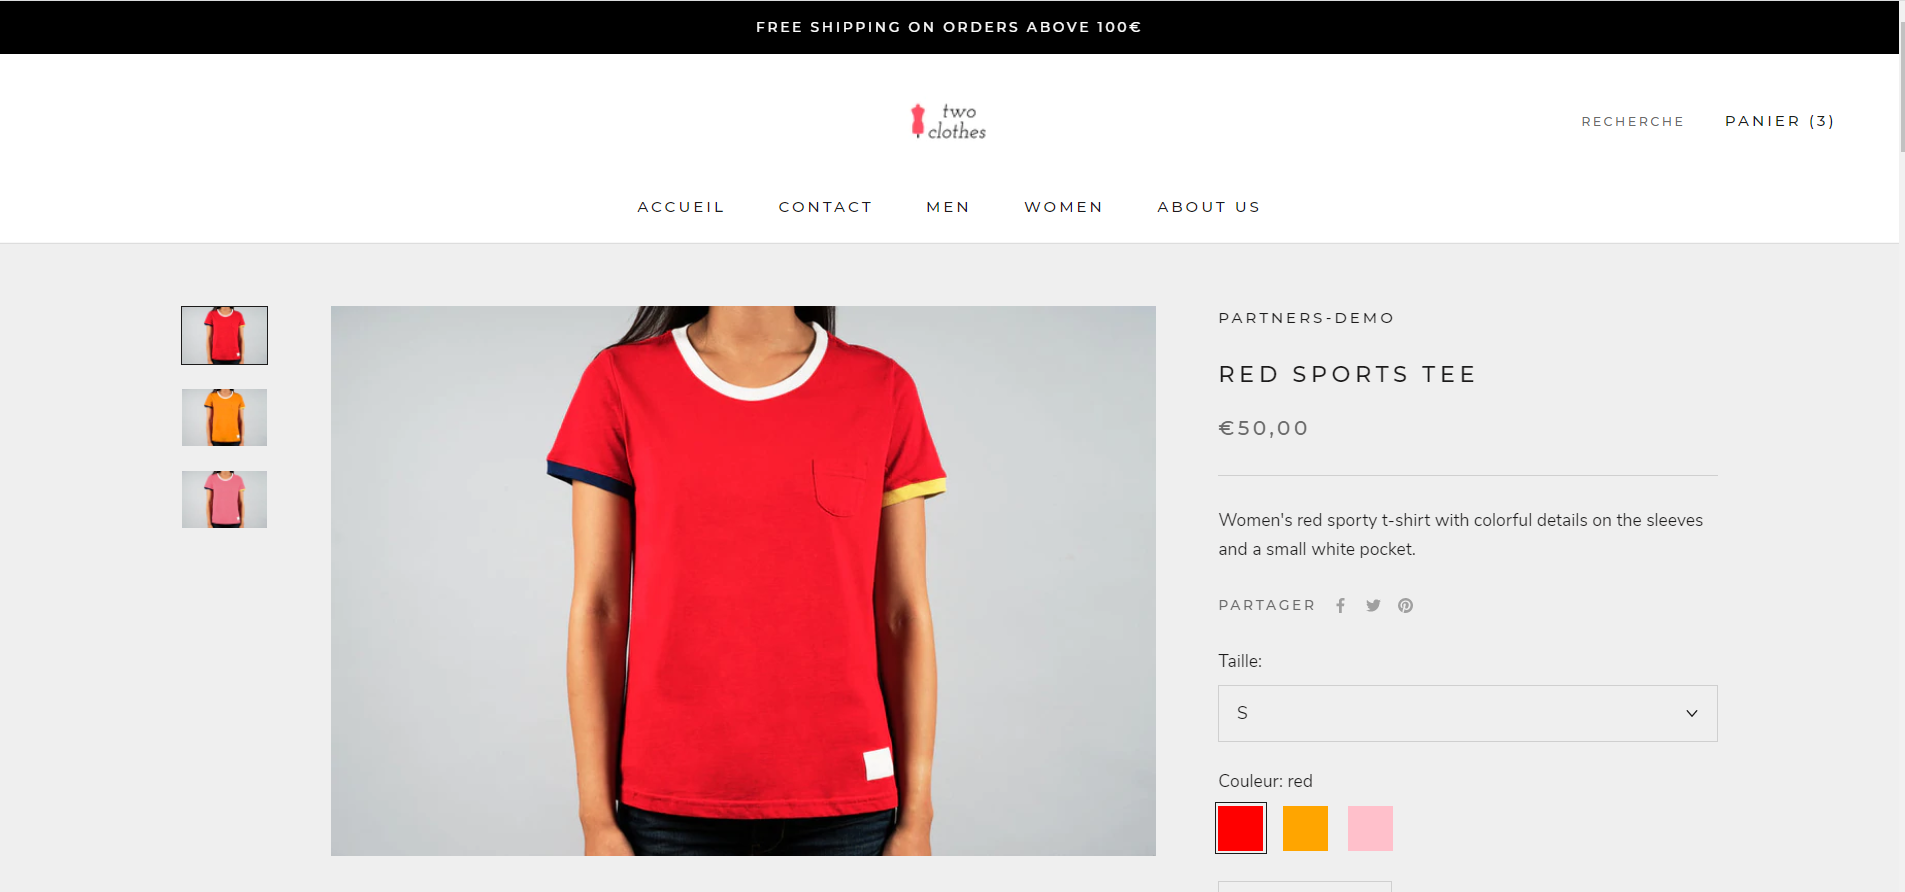 FREE SHIPPING ON ORDERS ABOVE 100€
two
clothes
RECHERCHE
PANIER (3)
ACCUEIL
CONTACT
MEN
WOMEN
ABOUT US
PARTNERS-DEMO
RED SPORTS TEE
€50,00
Women's red sporty t-shirt with colorful details on the sleeves
and a small white pocket.
PARTAGER
Taille:
S
Couleur: red